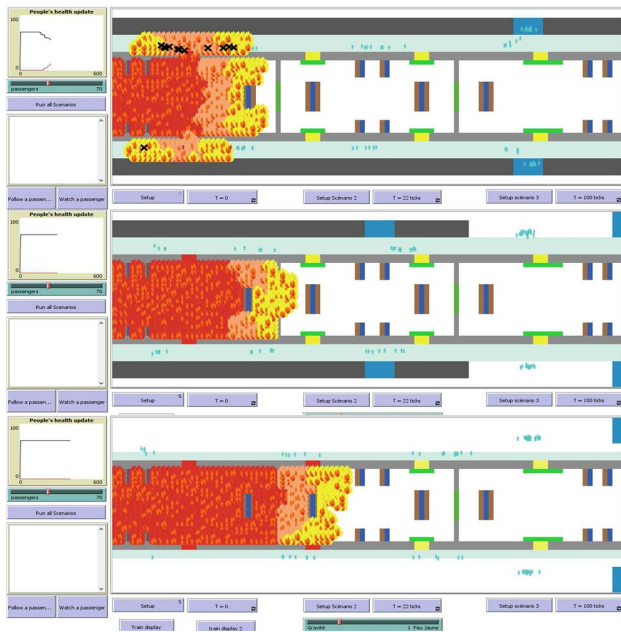 People's health update
100
0
0
600
passengers
70
Run all Scenarios
Follow a passen...
Watch a passenger
Setup
T = 0
Setup Scénario 2
T = 22 ticks
Setup scénario 3
T = 100 ticks
People's health update
100
0
0
600
passengers
70
Run all Scenarios
Follow a passen...
Watch a passenger
Setup
S
T = 0
Setup Scénario 2
T = 22 ticks
Setup scénario 3
T = 100 ticks
People's health update
100
0
0
600
passengers
70
Run all Scenarios
Follow a passen...
Watch a passenger
Setup
S
T = 0
Setup Scénario 2
T = 22 ticks
Setup scénario 3
T = 100 ticks
Train display
train display 2
Gravité
1 Feu Jaune